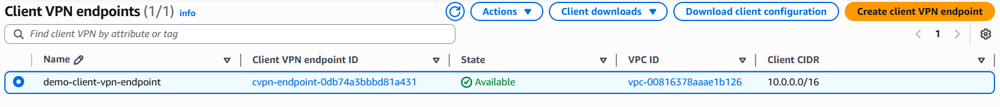 Client VPN endpoints (1/1) info
Actions
Client downloads
Download client configuration
Create client VPN endpoint
Find client VPN by attribute or tag
1
Name
Client VPN endpoint ID
State
VPC ID
Client CIDR
demo-client-vpn-endpoint
cvpn-endpoint-0db74a3bbbd81a431
Available
vpc-00816378aaae1b126
10.0.0.0/16